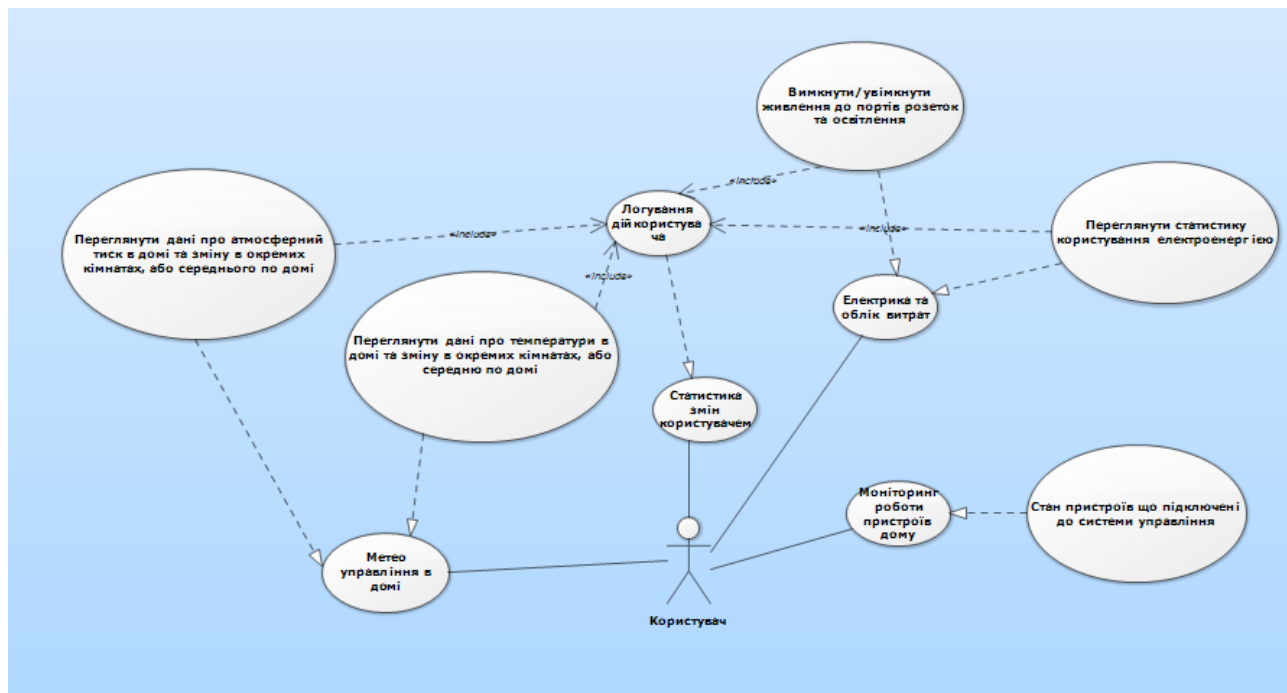 Вимкнути/увімкнути
живлення до портів розеток
та освітлення
«include»
Логування
дій користува
ча
Переглянути дані про атмосферний
тиск в домі та зміну в окремих
кімнатах, або середнього по домі
«include»
«include»
Переглянути статистику
користування електроенергією
«include»
Електрика та
облік витрат
Переглянути дані про температури в
домі та зміну в окремих кімнатах, або
середню по домі
Статистика
змін
користувачем
Моніторинг
роботи
пристроїв
дому
Стан пристроїв що підключені
до системи управління
Метео
управління в
домі
Користувач